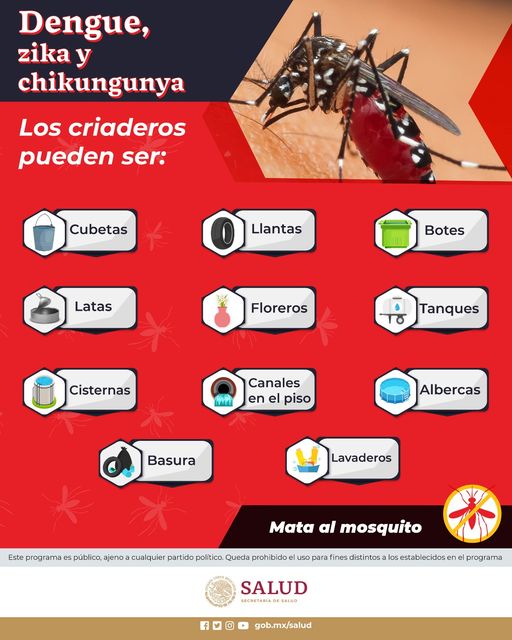 Dengue,
zika y
chikungunya
Los criaderos
pueden ser:
Cubetas
Llantas
Botes
Latas
Floreros
Tanques
Cisternas
Canales
en el piso
Albercas
Basura
Lavaderos
Mata al mosquito
Este programa es público, ajeno a cualquier partido político. Queda prohibido el uso para fines distintos a los establecidos en el programa
SALUD
SECRETARÍA DE SALUD
gob.mx/salud